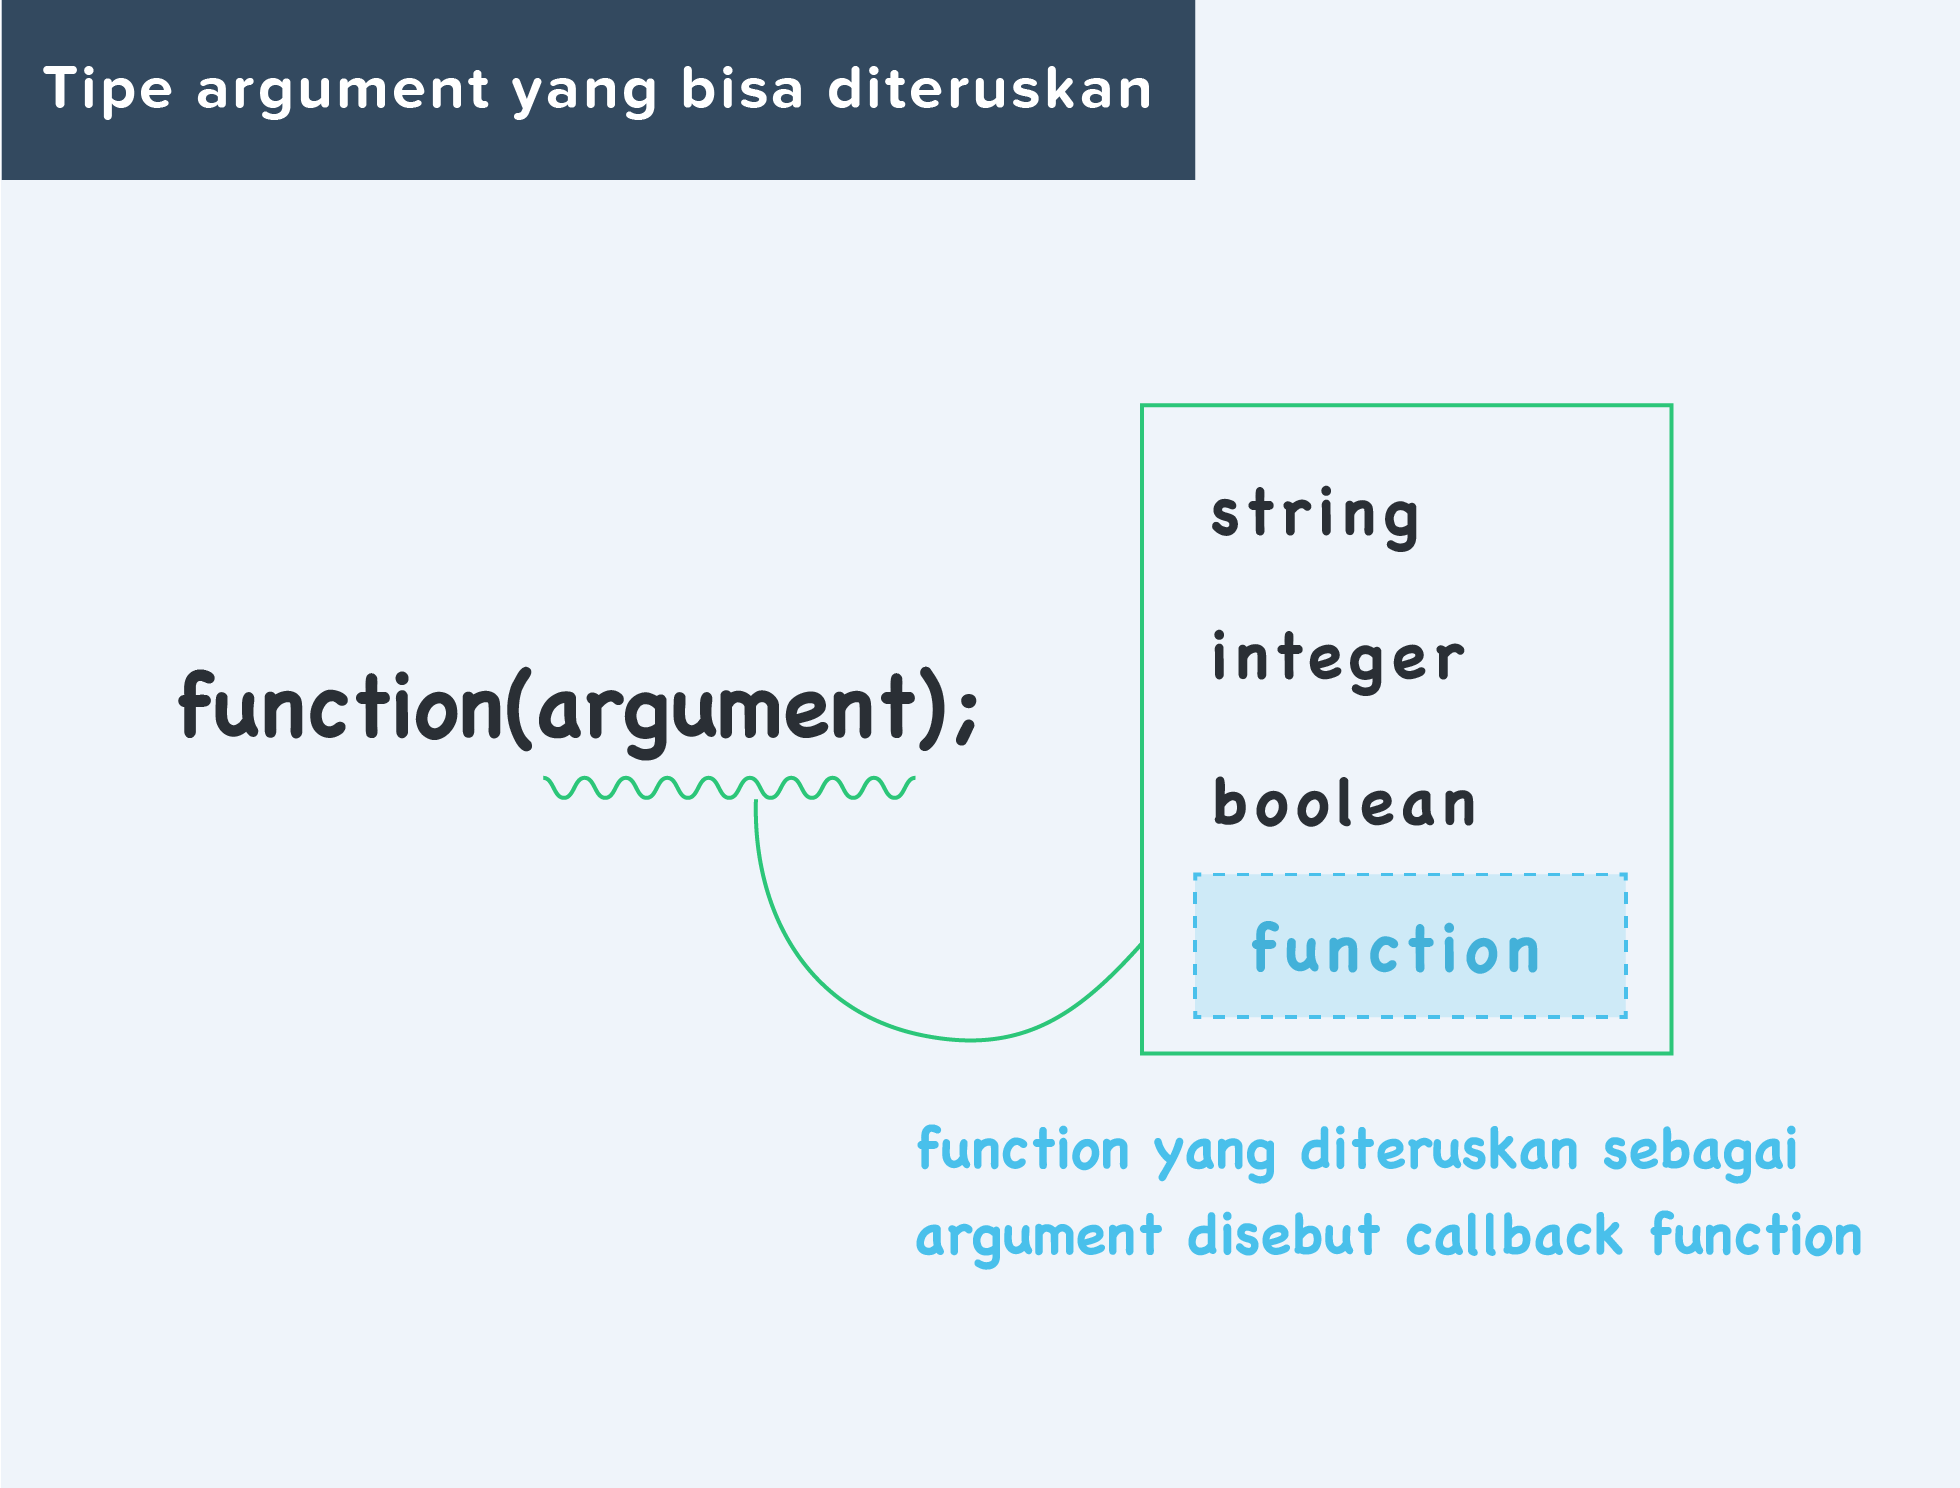 Tipe argument yang bisa diteruskan
function(argument);
string
integer
boolean
function
function yang diteruskan sebagai
argument disebut callback function